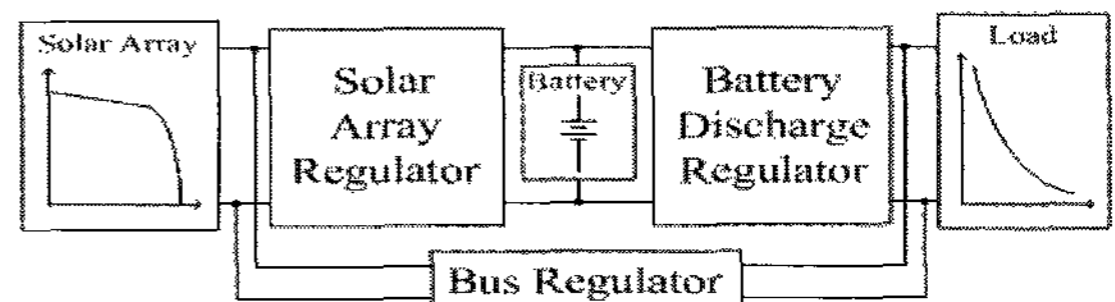 Solar Array
Solar
Array
Regulator
Battery
Battery
Discharge
Regulator
Load
Bus Regulator